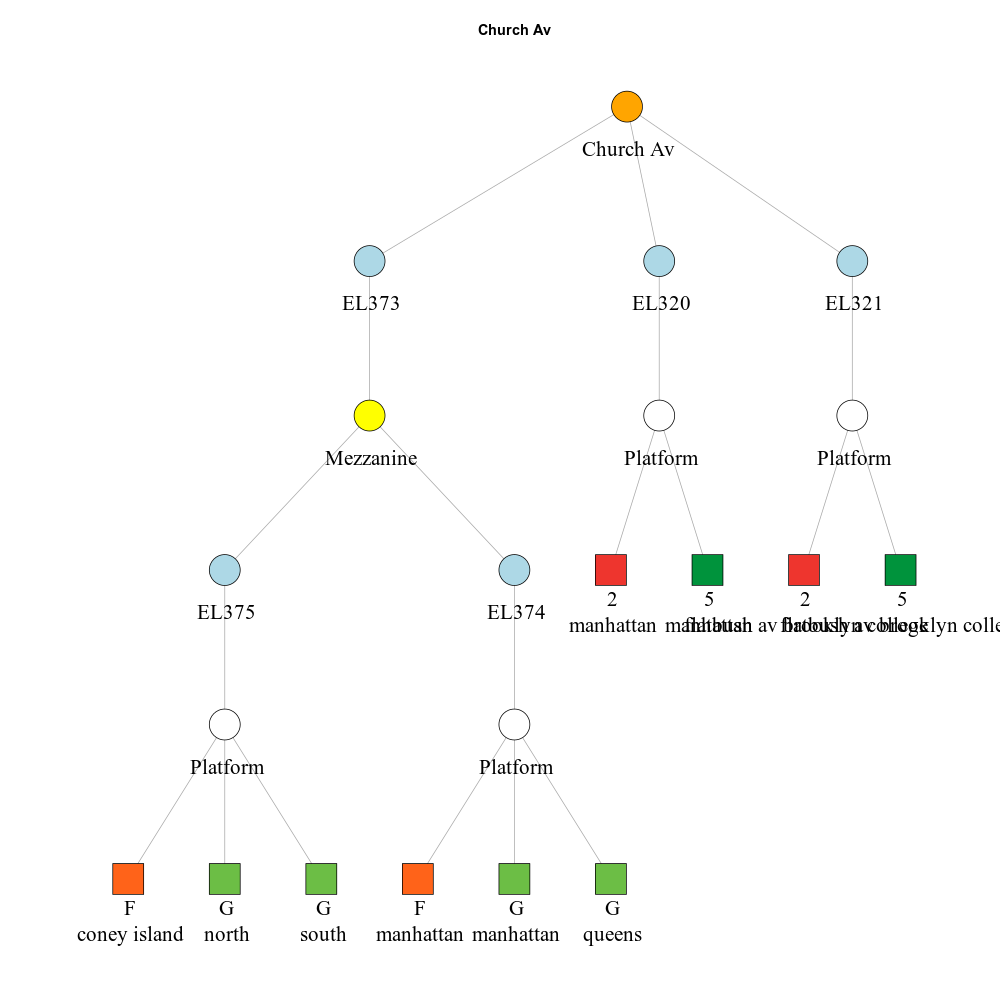 Church Av
Church Av
EL373
EL320
EL321
Mezzanine
Platform
Platform
EL375
EL374
2
5
2
5
manhattan
manhattan
flatbush av brooklyn college
flatbush av brooklyn colle
Platform
Platform
F
G
G
F
G
G
coney island
north
south
manhattan
manhattan
queens